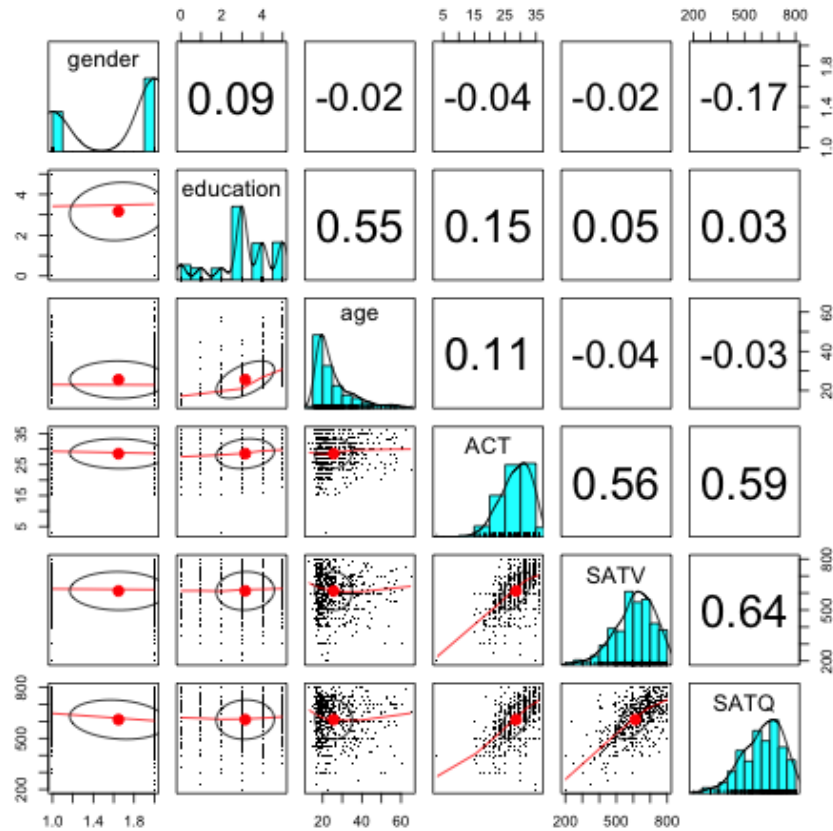 0 2 4 5 15 25 35 200 500 800
gender 0.09 -0.02 -0.04 -0.02 -0.17 1.0 1.4 1.8
0 2 4 education 0.55 0.15 0.05 0.03
age 0.11 -0.04 -0.03 20 40 60
5 15 25 35 ACT 0.56 0.59
SATV 0.64 200 500 800
200 500 800 SATQ
1.0 1.4 1.8 20 40 60 200 500 800